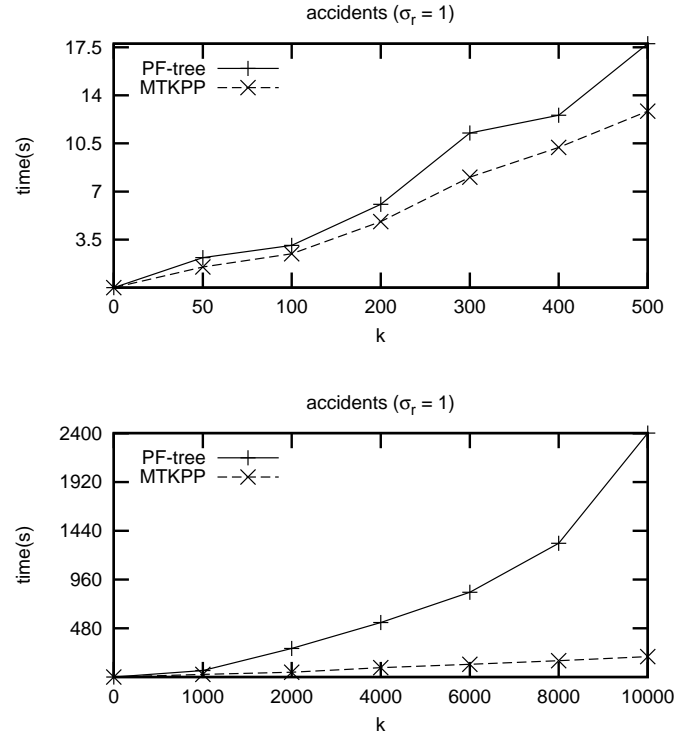 accidents (σr = 1)
17.5
14
10.5
7
3.5
time(s)
PF-tree
MTKPP
0 50 100 200 300 400 500
k
accidents (σr = 1)
2400
1920
1440
960
480
time(s)
PF-tree
MTKPP
0 1000 2000 4000 6000 8000 10000
k